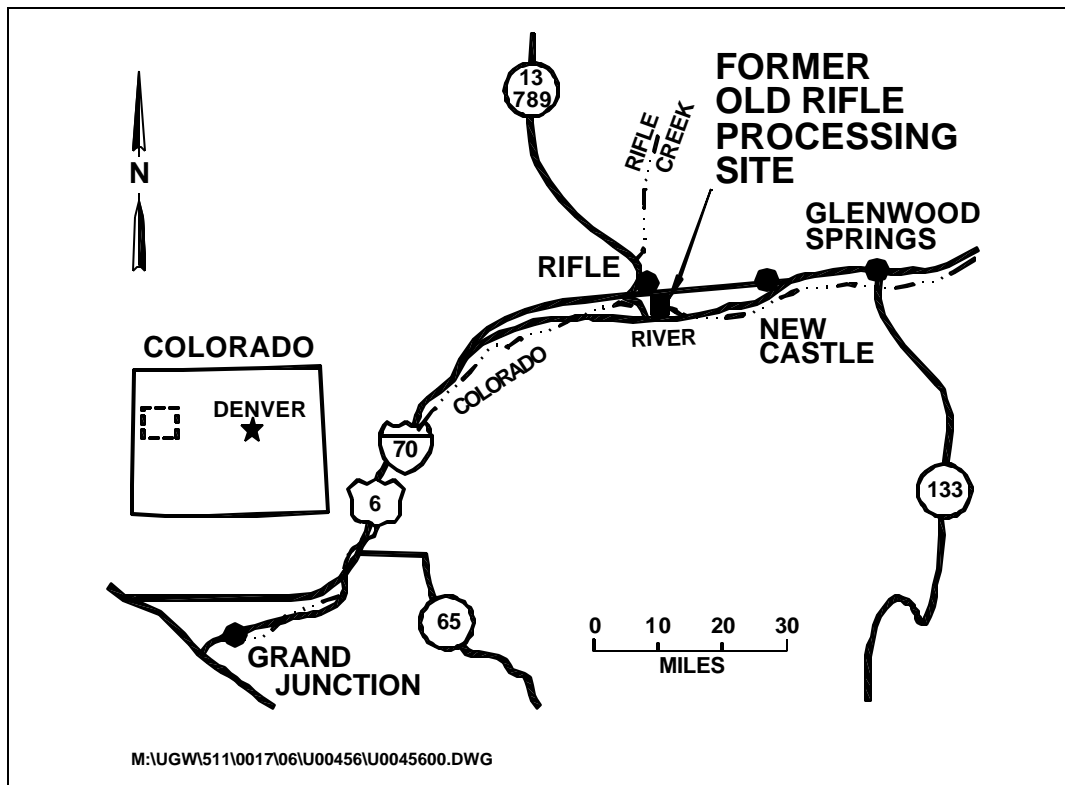 13
789
RIFLE
CREEK
FORMER
OLD RIFLE
PROCESSING
SITE
N
GLENWOOD
SPRINGS
RIFLE
RIVER
NEW
CASTLE
COLORADO
COLORADO
DENVER
70
6
133
65
0 10 20 30
MILES
GRAND
JUNCTION
M:\UGW\511\0017\06\U00456\U0045600.DWG